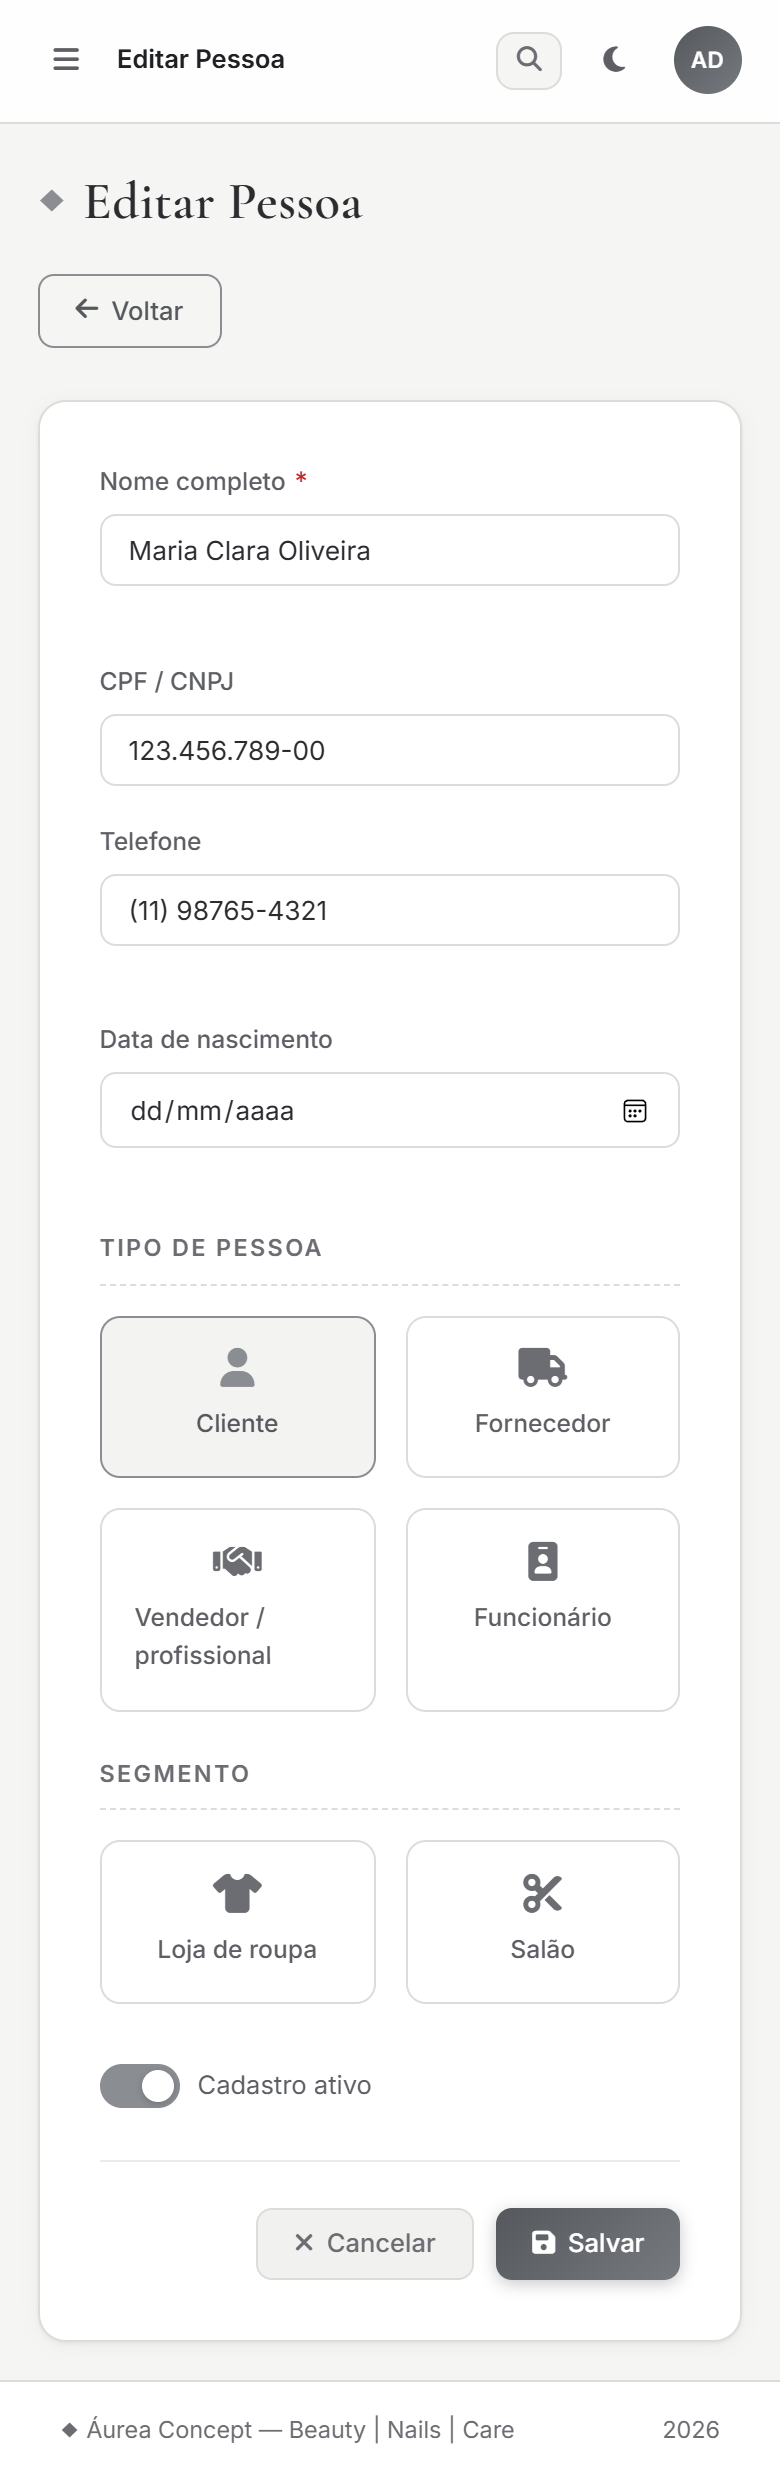 Editar Pessoa
AD
Editar Pessoa
Voltar
Nome completo *
Maria Clara Oliveira
CPF / CNPJ
123.456.789-00
Telefone
(11) 98765-4321
Data de nascimento
dd/mm/aaaa
TIPO DE PESSOA
Cliente
Fornecedor
Vendedor /
profissional
Funcionário
SEGMENTO
Loja de roupa
Salão
Cadastro ativo
Cancelar
Salvar
Áurea Concept — Beauty | Nails | Care
2026